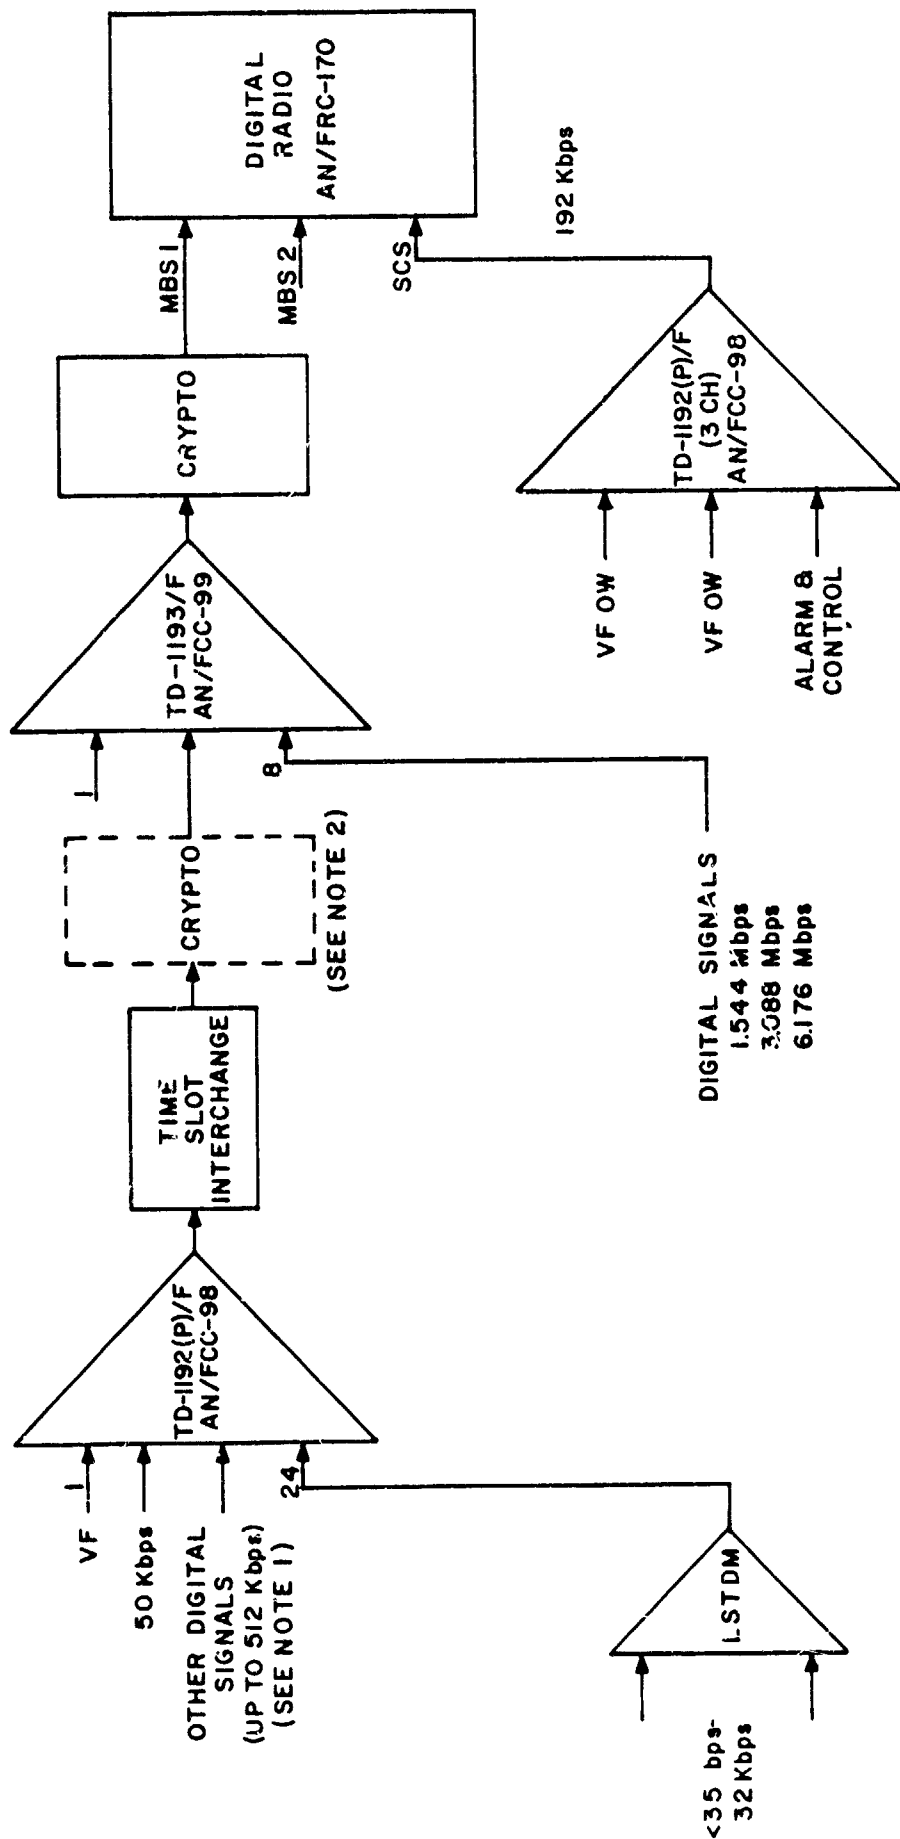 VF
1
50 Kbps
OTHER DIGITAL
SIGNALS
(UP TO 512 Kbps)
(SEE NOTE 1)
24
TD-1192(P)/F
AN/FCC-98
<35 bps-
32 Kbps
LSTDM
TIME
SLOT
INTERCHANGE
CRYPTO
(SEE NOTE 2)
1
8
TD-1193/F
AN/FCC-99
DIGITAL SIGNALS
1.544 Mbps
3.088 Mbps
6.176 Mbps
CRYPTO
MBS 1
MBS 2
SCS
DIGITAL
RADIO
AN/FRC-170
192 Kbps
VF OW
VF OW
ALARM &
CONTROL
TD-1192(P)/F
(3 CH)
AN/FCC-98